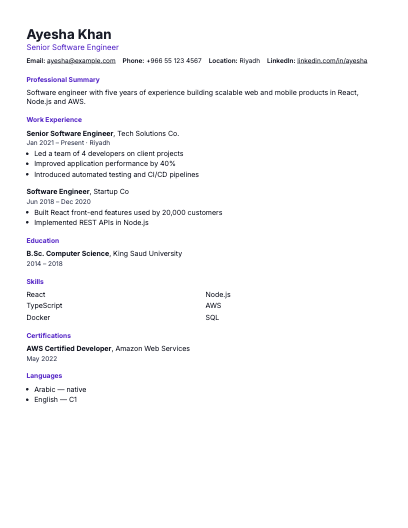 Ayesha Khan
Senior Software Engineer
Email: ayesha@example.com Phone: +966 55 123 4567 Location: Riyadh LinkedIn: linkedin.com/in/ayesha
Professional Summary
Software engineer with five years of experience building scalable web and mobile products in React,
Node.js and AWS.
Work Experience
Senior Software Engineer, Tech Solutions Co.
Jan 2021 – Present · Riyadh
• Led a team of 4 developers on client projects
• Improved application performance by 40%
• Introduced automated testing and CI/CD pipelines
Software Engineer, Startup Co
Jun 2018 – Dec 2020
• Built React front-end features used by 20,000 customers
• Implemented REST APIs in Node.js
Education
B.Sc. Computer Science, King Saud University
2014 – 2018
Skills
React Node.js
TypeScript AWS
Docker SQL
Certifications
AWS Certified Developer, Amazon Web Services
May 2022
Languages
• Arabic — native
• English — C1